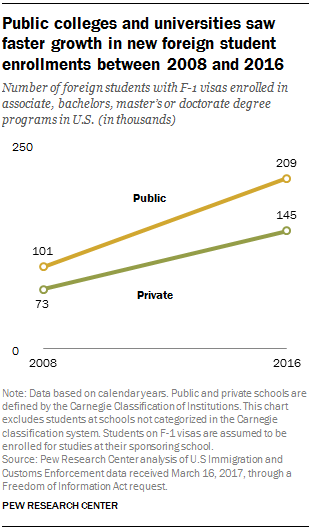 Public colleges and universities saw
faster growth in new foreign student
enrollments between 2008 and 2016
Number of foreign students with F-1 visas enrolled in
associate, bachelors, master's or doctorate degree
programs in U.S. (in thousands)
250
209
Public
145
101
73
Private
0
2008
2016
Note: Data based on calendar years. Public and private schools are
defined by the Carnegie Classification of Institutions. This chart
excludes students at schools not categorized in the Carnegie
classification system. Students on F-1 visas are assumed to be
enrolled for studies at their sponsoring school.
Source: Pew Research Center analysis of U.S Immigration and
Customs Enforcement data received March 16, 2017, through a
Freedom of Information Act request.
PEW RESEARCH CENTER